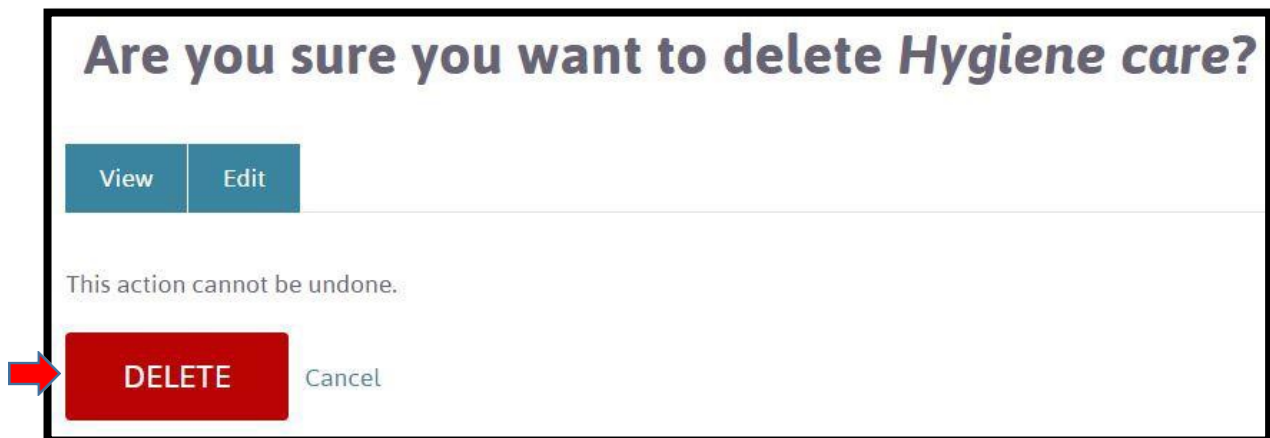 Are you sure you want to delete Hygiene care?
View Edit
This action cannot be undone.
DELETE Cancel